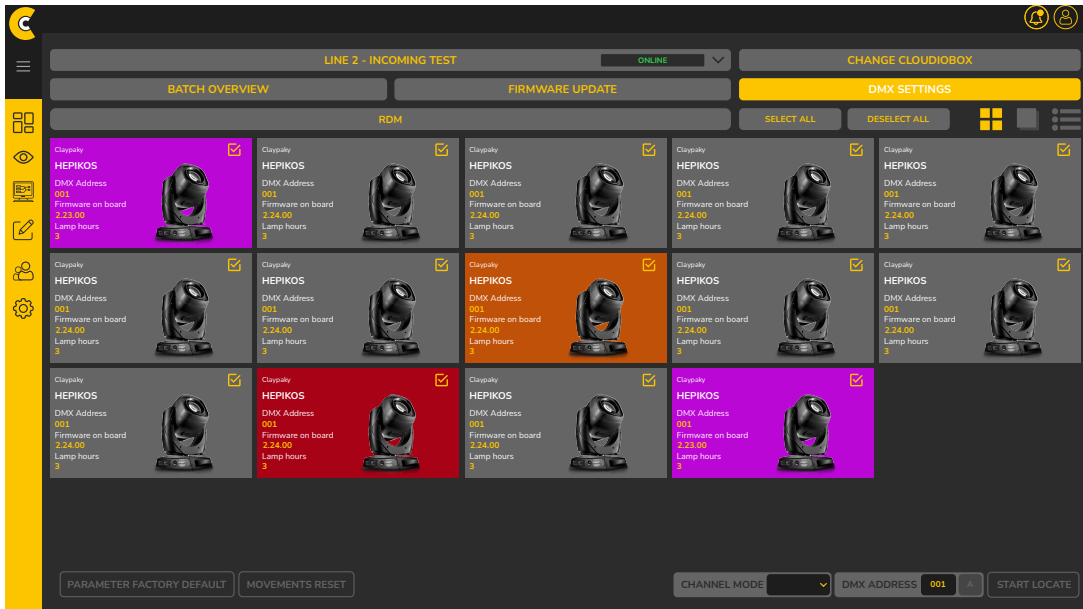 C
LINE 2 - INCOMING TEST
ONLINE
CHANGE CLOUDIOBOX
BATCH OVERVIEW
FIRMWARE UPDATE
DMX SETTINGS
RDM
SELECT ALL
DESELECT ALL
Claypaky
HEPIKOS
DMX Address
001
Firmware on board
2.23.00
Lamp hours
3
Claypaky
HEPIKOS
DMX Address
001
Firmware on board
2.24.00
Lamp hours
3
Claypaky
HEPIKOS
DMX Address
001
Firmware on board
2.24.00
Lamp hours
3
Claypaky
HEPIKOS
DMX Address
001
Firmware on board
2.24.00
Lamp hours
3
Claypaky
HEPIKOS
DMX Address
001
Firmware on board
2.24.00
Lamp hours
3
Claypaky
HEPIKOS
DMX Address
001
Firmware on board
2.24.00
Lamp hours
3
Claypaky
HEPIKOS
DMX Address
001
Firmware on board
2.24.00
Lamp hours
3
Claypaky
HEPIKOS
DMX Address
001
Firmware on board
2.24.00
Lamp hours
3
Claypaky
HEPIKOS
DMX Address
001
Firmware on board
2.24.00
Lamp hours
3
Claypaky
HEPIKOS
DMX Address
001
Firmware on board
2.24.00
Lamp hours
3
Claypaky
HEPIKOS
DMX Address
001
Firmware on board
2.24.00
Lamp hours
3
Claypaky
HEPIKOS
DMX Address
001
Firmware on board
2.24.00
Lamp hours
3
Claypaky
HEPIKOS
DMX Address
001
Firmware on board
2.24.00
Lamp hours
3
Claypaky
HEPIKOS
DMX Address
001
Firmware on board
2.23.00
Lamp hours
3
PARAMETER FACTORY DEFAULT
MOVEMENTS RESET
CHANNEL MODE
DMX ADDRESS
001
A
START LOCATE